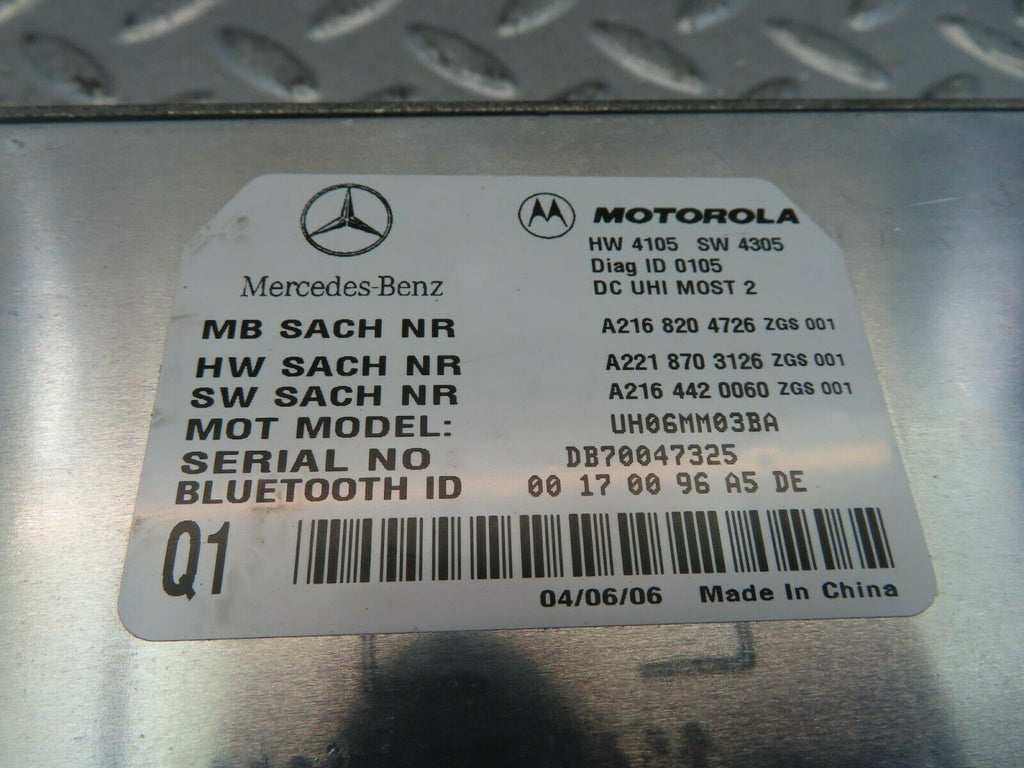 Mercedes-Benz
MOTOROLA
HW 4105 SW 4305
Diag ID 0105
DC UHI MOST 2
MB SACH NR A216 820 4726 ZGS 001
HW SACH NR A221 870 3126 ZGS 001
SW SACH NR A216 442 0060 ZGS 001
MOT MODEL: UH06MM03BA
SERIAL NO DB70047325
BLUETOOTH ID 00 17 00 96 A5 DE
Q1
04/06/06 Made In China